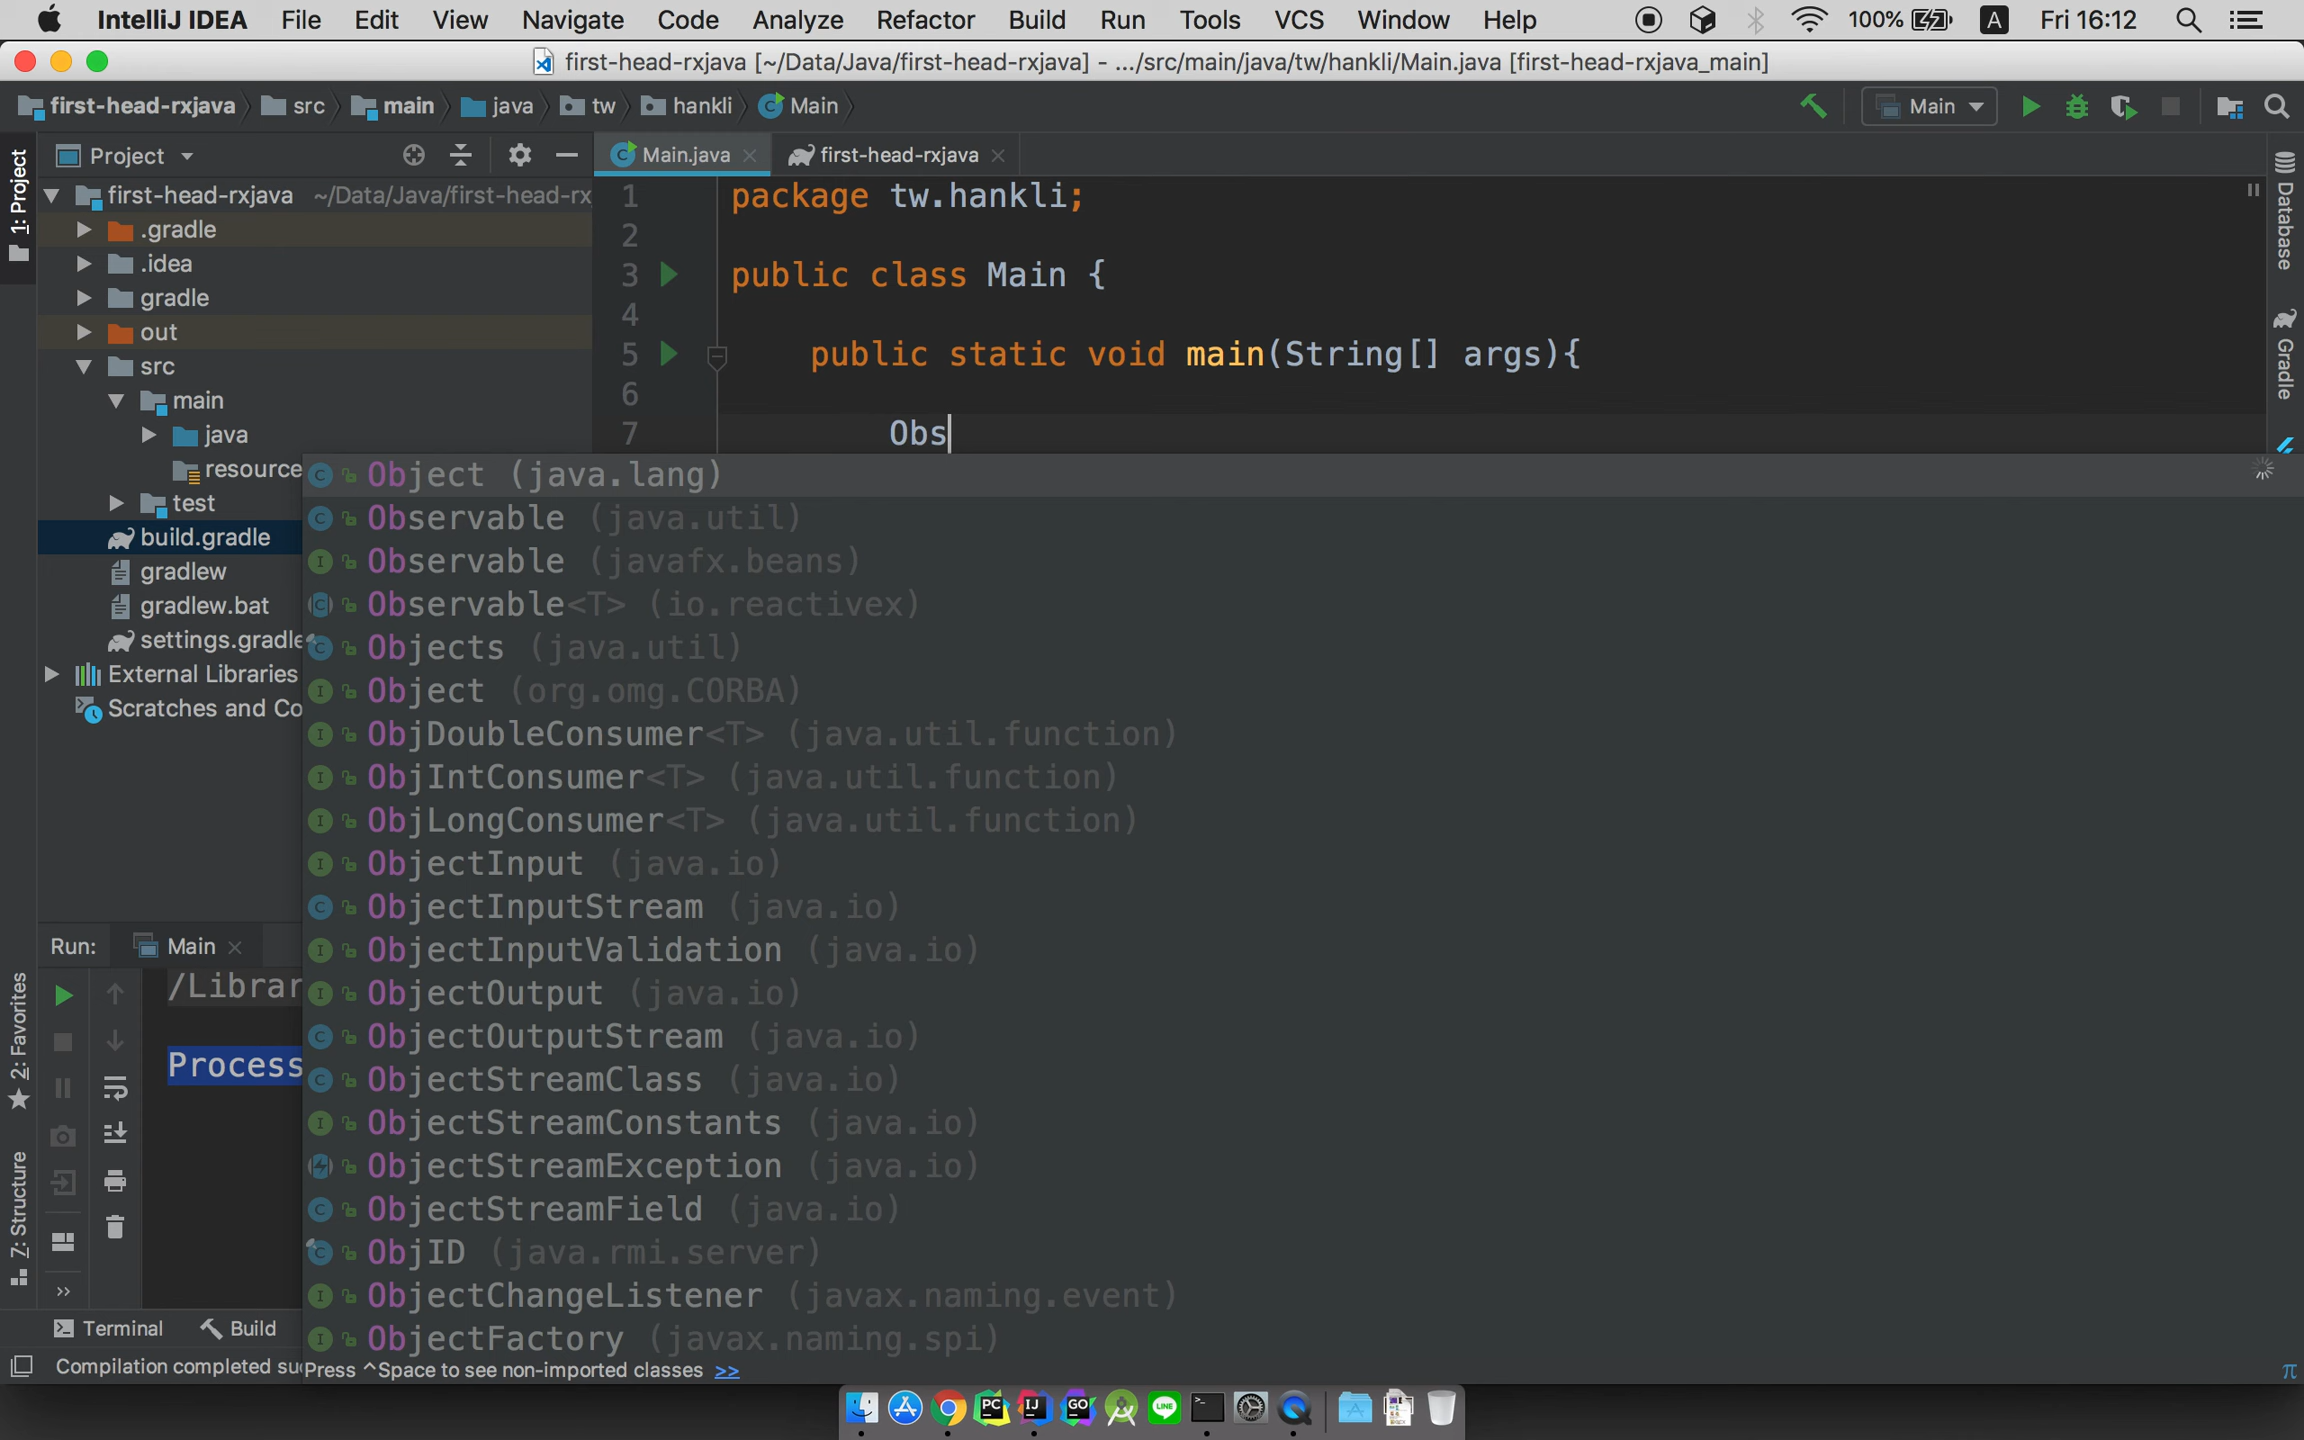 IntelliJ IDEA File Edit View Navigate Code Analyze Refactor Build Run Tools VCS Window Help 100% A Fri 16:12
first-head-rxjava [~/Data/Java/first-head-rxjava] - .../src/main/java/tw/hankli/Main.java [first-head-rxjava_main]
first-head-rxjava src main java tw hankli Main Main
1: Project
Project
Main.java first-head-rxjava
first-head-rxjava ~/Data/Java/first-head-rx
.gradle
.idea
gradle
out
src
main
java
resource
test
build.gradle
gradlew
gradlew.bat
settings.gradle
External Libraries
Scratches and Co
1 package tw.hankli;
2
3 public class Main {
4
5 public static void main(String[] args){
6
7 Obs
Database
Gradle
Object (java.lang)
Observable (java.util)
Observable (javafx.beans)
Observable<T> (io.reactivex)
Objects (java.util)
Object (org.omg.CORBA)
ObjDoubleConsumer<T> (java.util.function)
ObjIntConsumer<T> (java.util.function)
ObjLongConsumer<T> (java.util.function)
ObjectInput (java.io)
ObjectInputStream (java.io)
ObjectInputValidation (java.io)
ObjectOutput (java.io)
ObjectOutputStream (java.io)
ObjectStreamClass (java.io)
ObjectStreamConstants (java.io)
ObjectStreamException (java.io)
ObjectStreamField (java.io)
ObjID (java.rmi.server)
ObjectChangeListener (javax.naming.event)
ObjectFactory (javax.naming.spi)
Press ^Space to see non-imported classes >>
Run: Main
/Librar
Process
2: Favorites
7: Structure
Terminal Build
Compilation completed su
PC IJ GO LINE